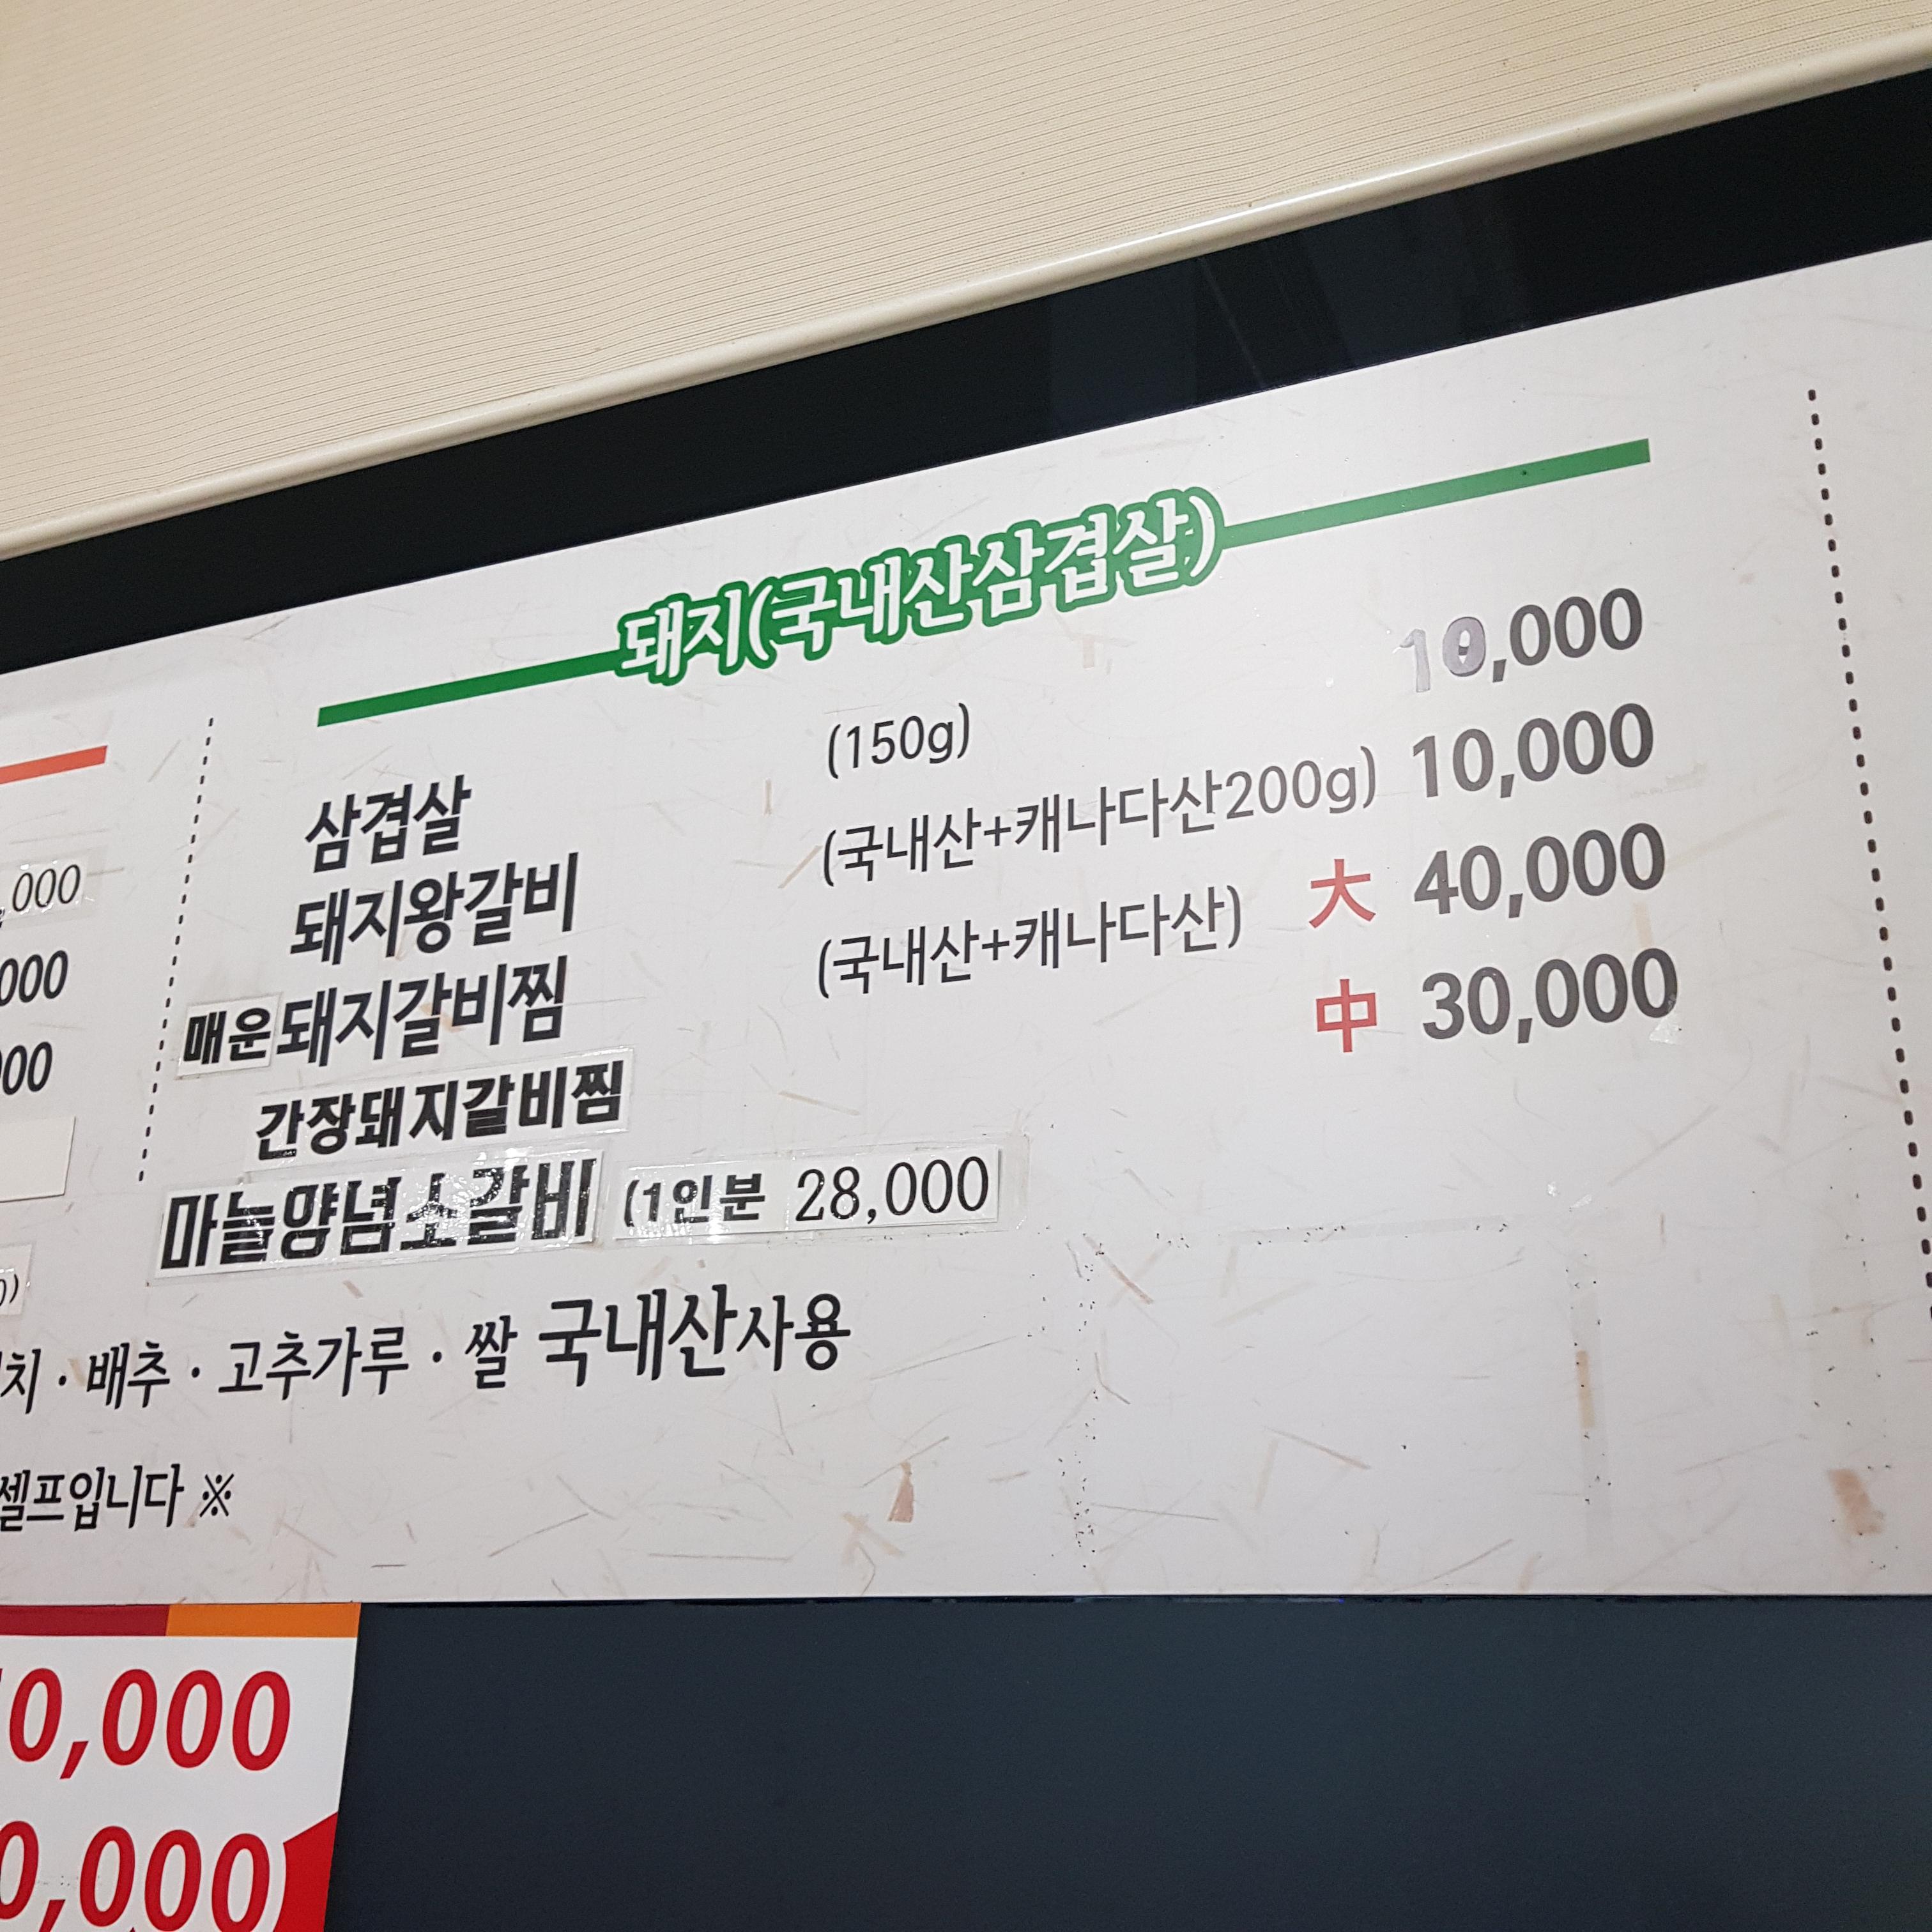 돼지(국내산삼겹살)
삼겹살 (150g) 10,000
돼지왕갈비 (국내산+캐나다산200g) 10,000
매운돼지갈비찜 (국내산+캐나다산) 大 40,000
간장돼지갈비찜 中 30,000
마늘양념소갈비 (1인분 28,000
,000
000
00
0)
치 · 배추 · 고추가루 · 쌀 국내산사용
셀프입니다 ※
0,000
0,000